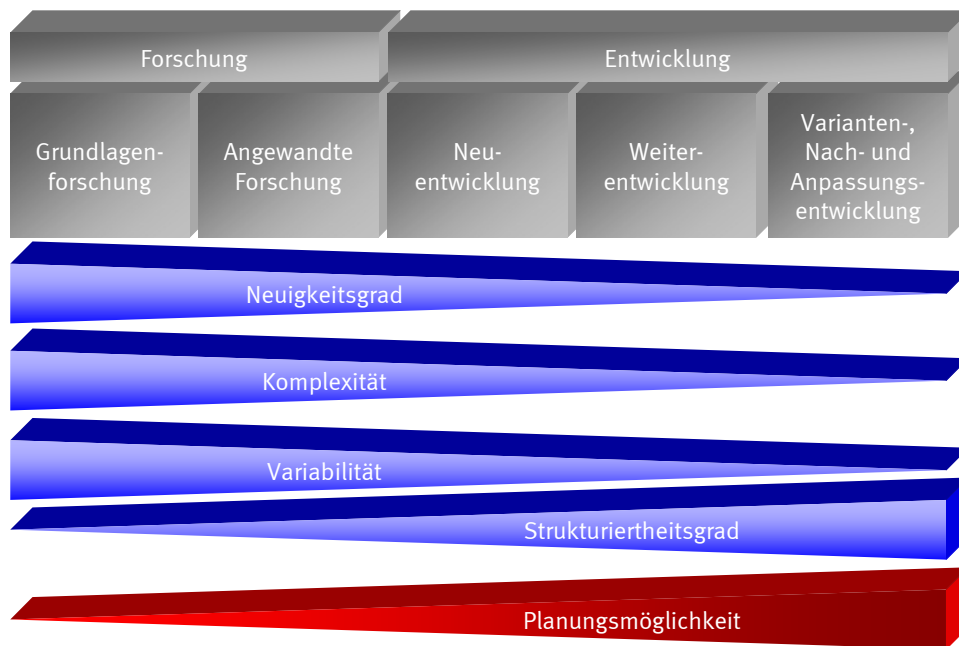 Forschung
Entwicklung
Grundlagen-
forschung
Angewandte
Forschung
Neu-
entwicklung
Weiter-
entwicklung
Varianten-,
Nach- und
Anpassungs-
entwicklung
Neuigkeitsgrad
Komplexität
Variabilität
Strukturiertheitsgrad
Planungsmöglichkeit